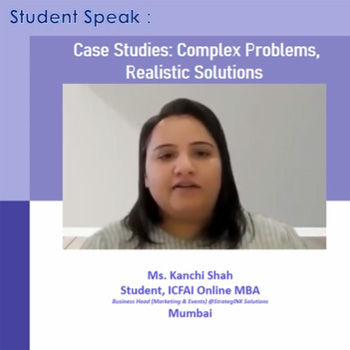 Student Speak :
Case Studies: Complex Problems,
Realistic Solutions
Ms. Kanchi Shah
Student, ICFAI Online MBA
Business Head (Marketing & Events) @StrategINK Solutions
Mumbai